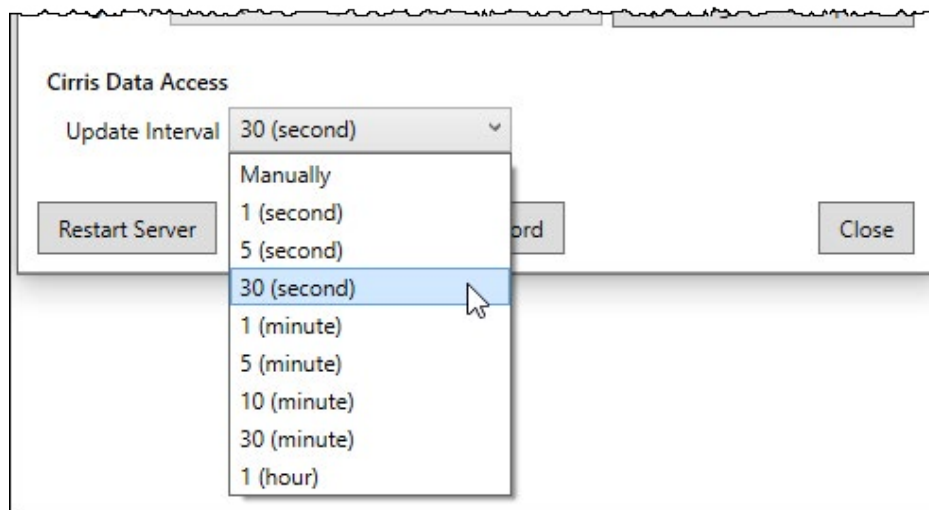 Cirris Data Access
Update Interval 30 (second)
Manually
1 (second)
5 (second)
30 (second)
1 (minute)
5 (minute)
10 (minute)
30 (minute)
1 (hour)
Restart Server
Close